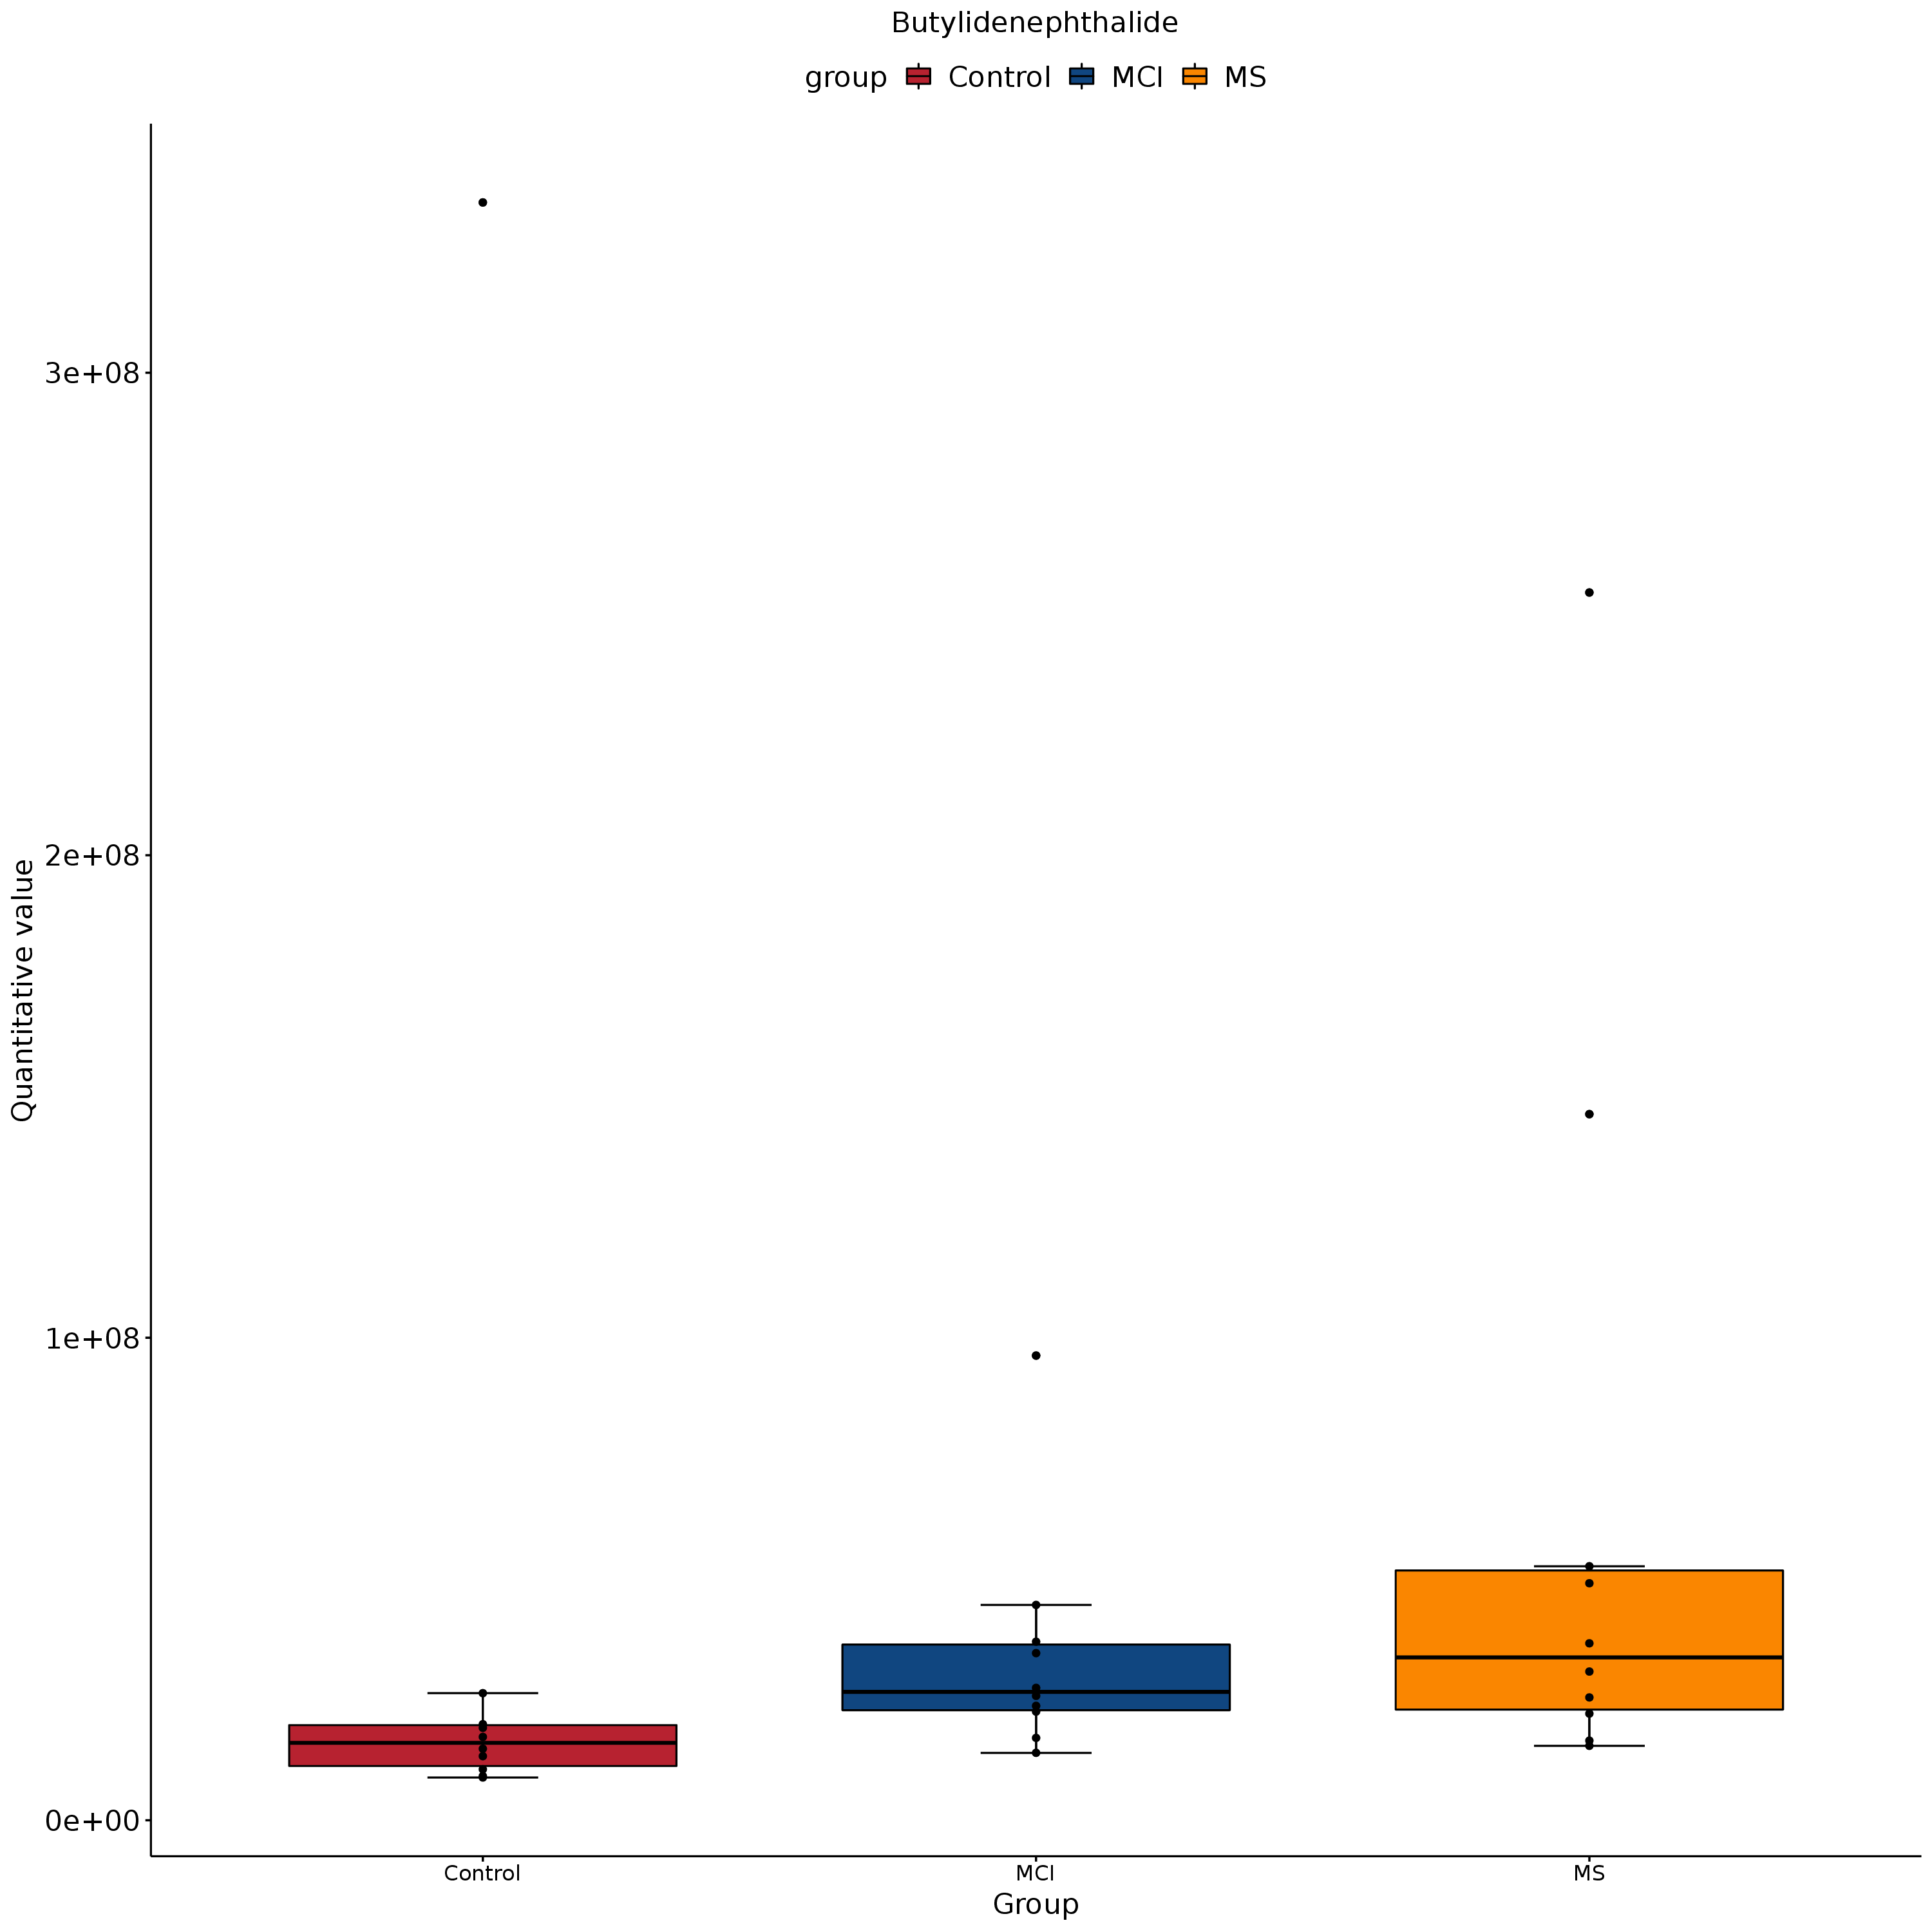 Butylidenephthalide
group Control MCI MS
Quantitative value
3e+08
2e+08
1e+08
0e+00
Control MCI MS
Group